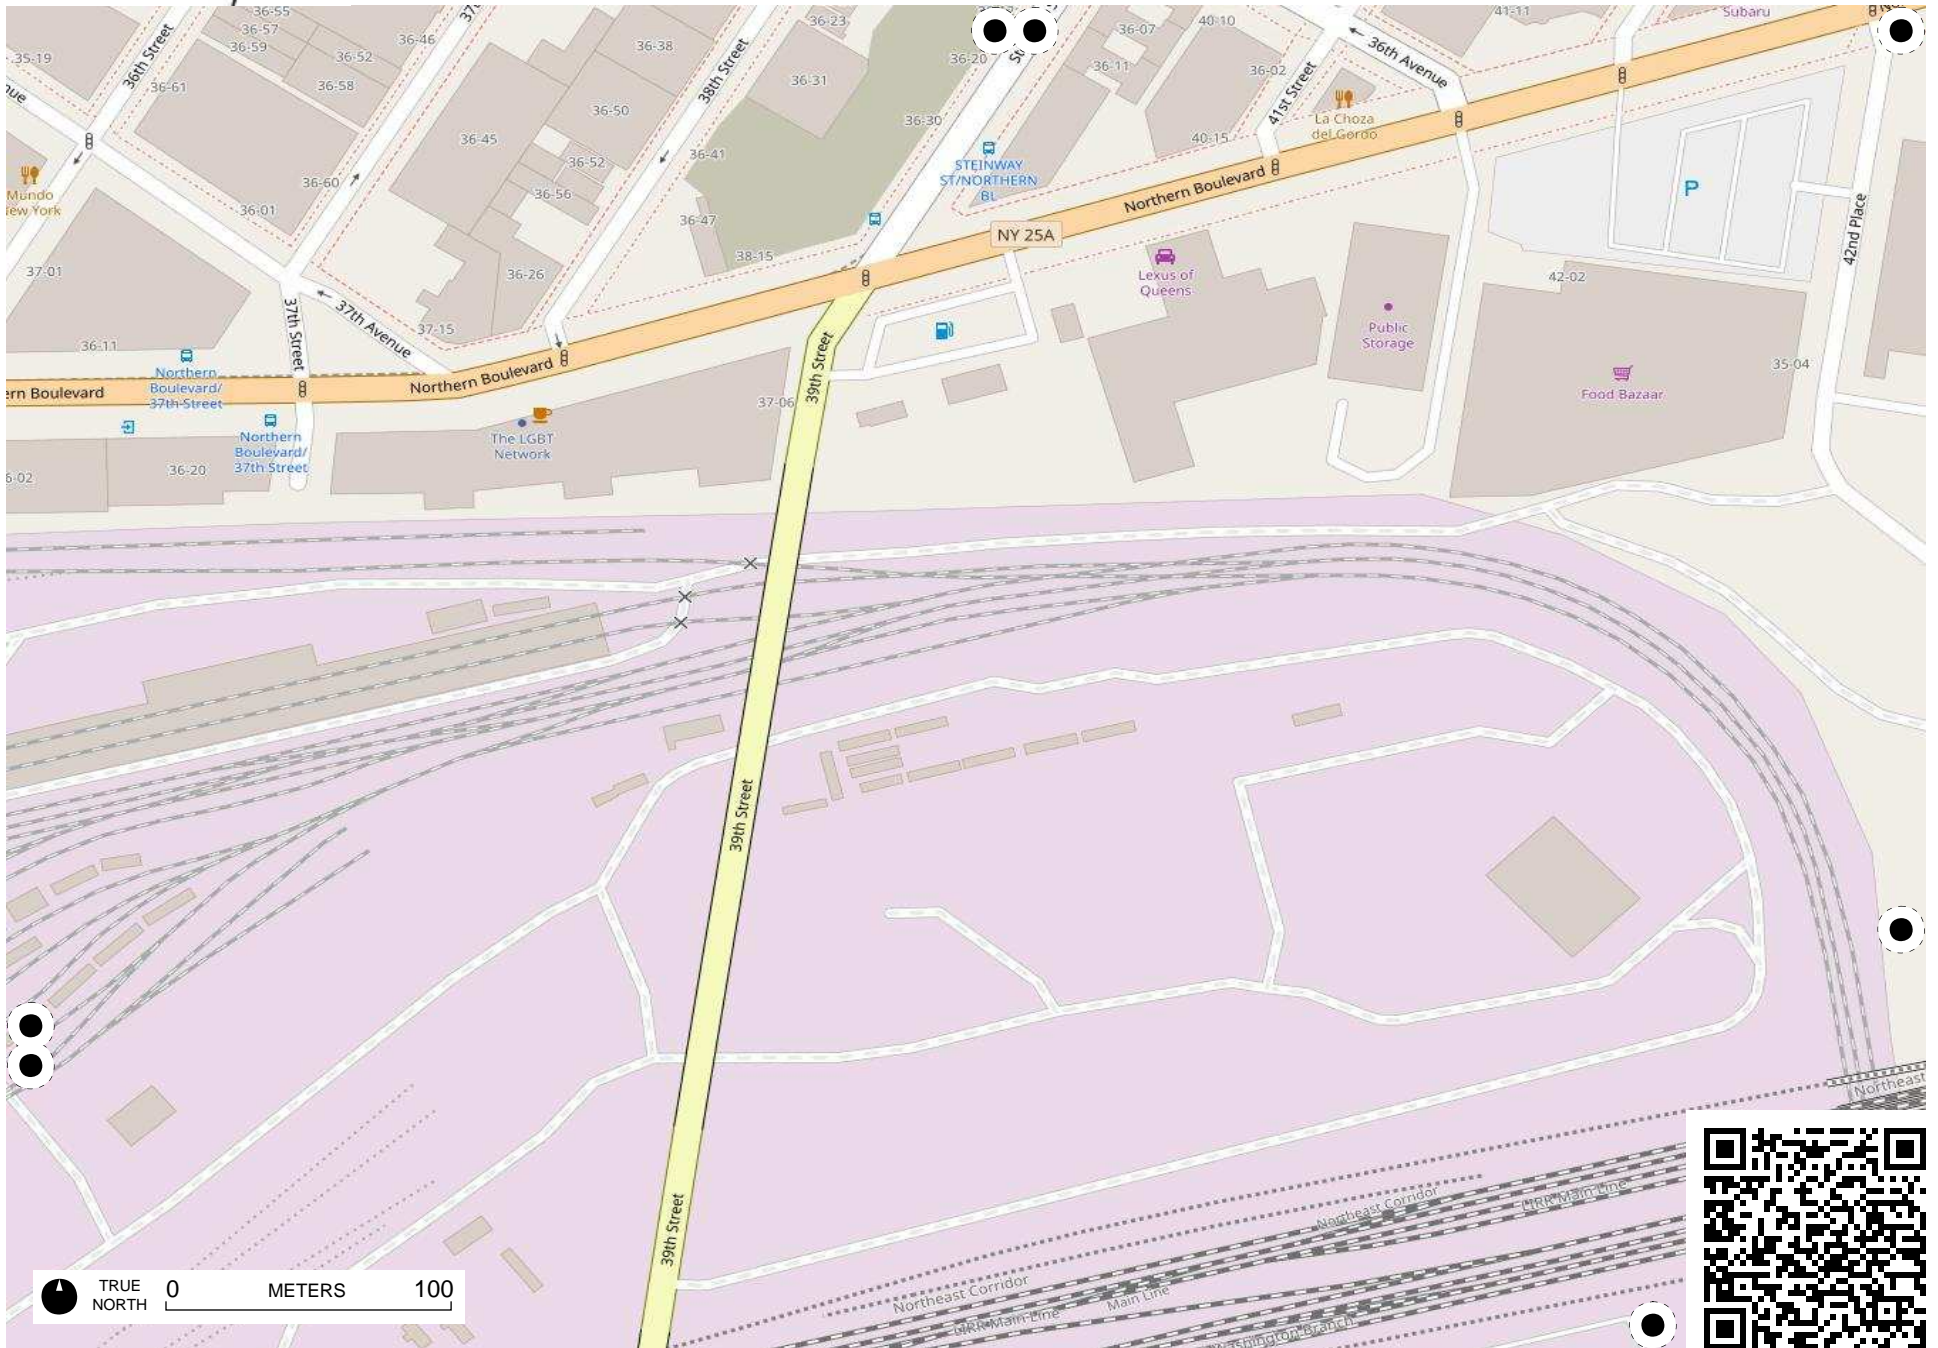 36-55
36-57
36-59
36-46
36-52
36-58
35-19
36th Street
36-61
36-38
38th Street
36-23
36-31
36-20
36-07
36-11
40-10
36-02
41st Street
36th Avenue
41-11
Subaru
La Choza
del Gordo
36-50
36-45
36-52
36-56
36-41
36-30
36-47
38-15
STEINWAY
ST/NORTHERN
BL
40-15
Northern Boulevard
NY 25A
P
42nd Place
Mundo
New York
36-60
36-01
37-01
36-26
37th Street
37th Avenue
37-15
36-11
Lexus of
Queens
Public
Storage
42-02
35-04
Food Bazaar
Northern
Boulevard/
37th Street
Northern Boulevard
ern Boulevard
39th Street
37-06
The LGBT
Network
Northern
Boulevard/
37th Street
36-20
6-02
39th Street
39th Street
Northeast
Northeast Corridor
LIRR Main Line
Northeast Corridor
Main Line
LIRR Main Line
Washington Branch
TRUE
NORTH
0 METERS 100